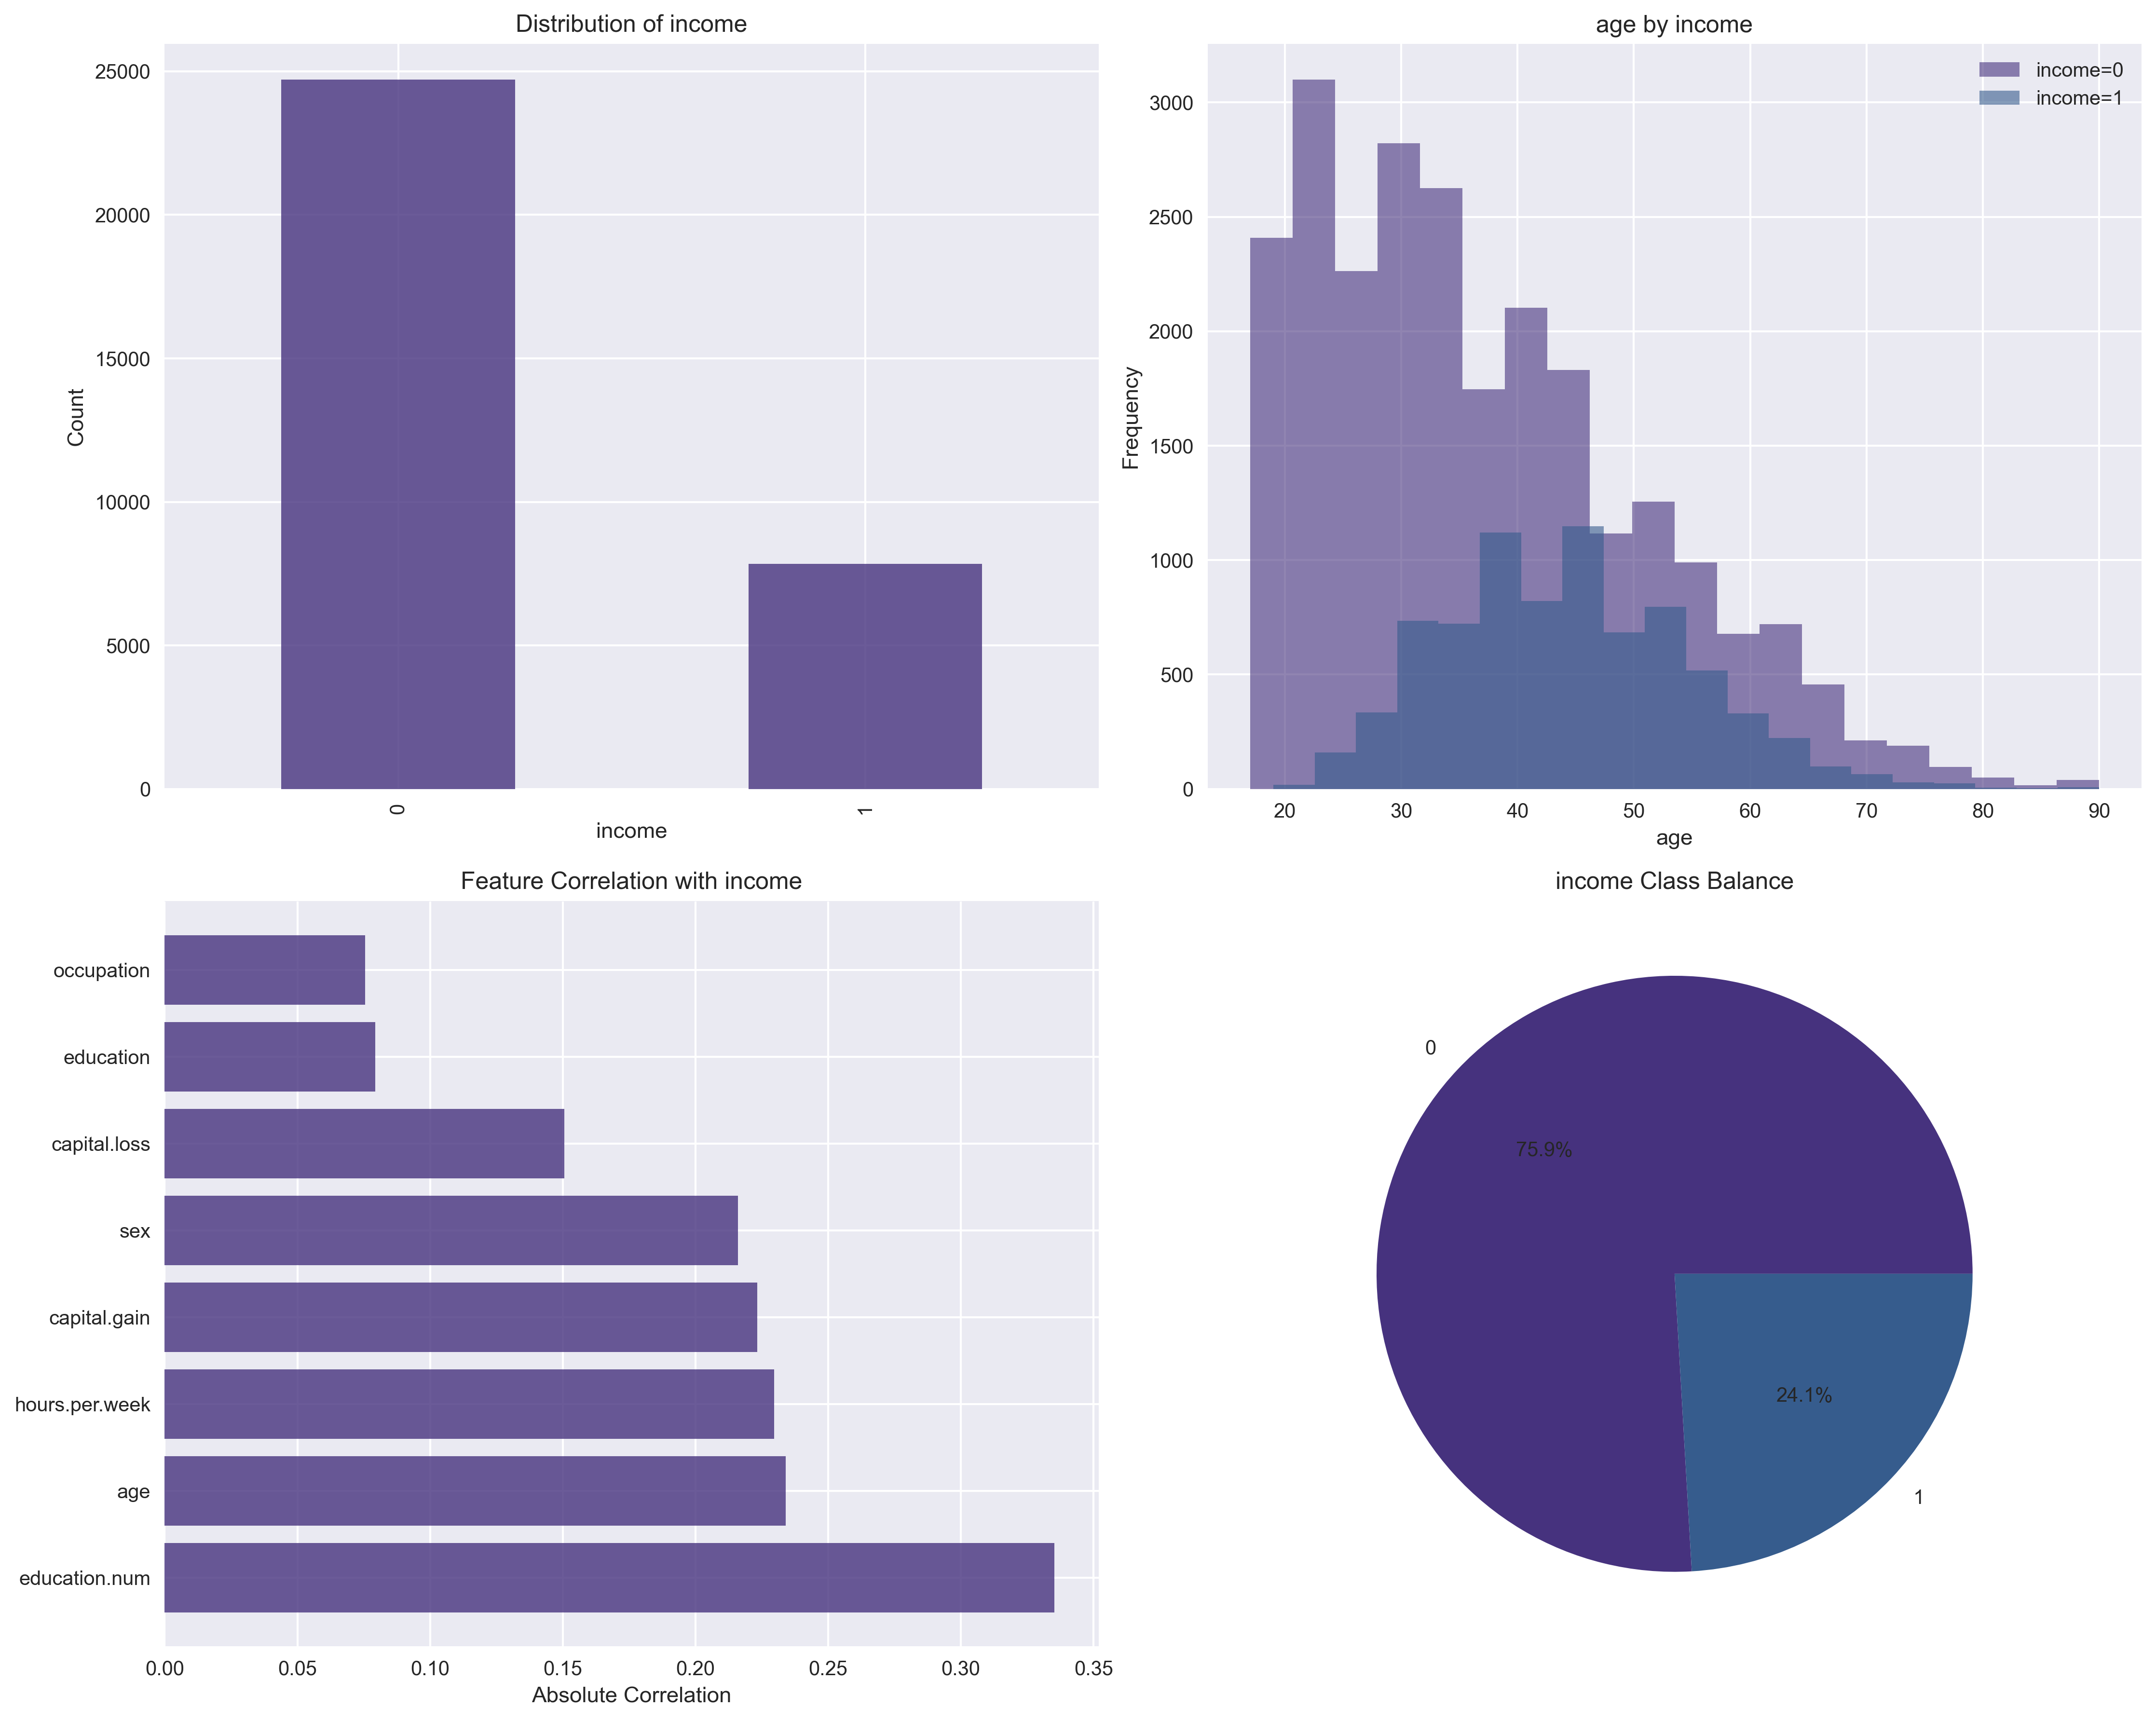 Distribution of income
25000
20000
15000
10000
5000
0
Count
0
1
income
age by income
income=0
income=1
3000
2500
2000
1500
1000
500
0
Frequency
20 30 40 50 60 70 80 90
age
Feature Correlation with income
occupation
education
capital.loss
sex
capital.gain
hours.per.week
age
education.num
0.00 0.05 0.10 0.15 0.20 0.25 0.30 0.35
Absolute Correlation
income Class Balance
0
75.9%
24.1%
1